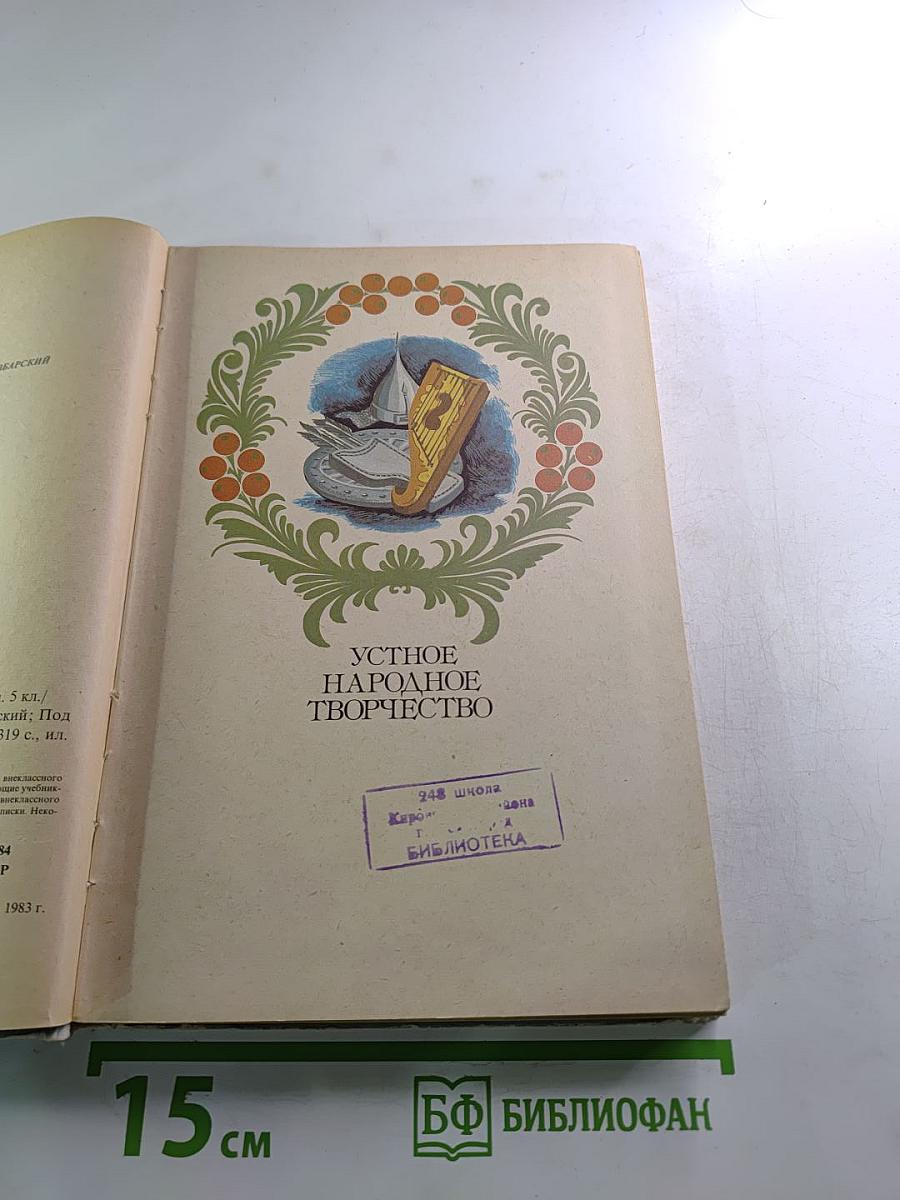 УСТНОЕ
НАРОДНОЕ
ТВОРЧЕСТВО
248 школа
БИБЛИОТЕКА
. 5 кл./
ский; Под
319 с., ил.
внеклассного
ющие учебник-
внеклассного
писки. Неко-
84
Р
1983 г.
15 см
БФ БИБЛИОФАН